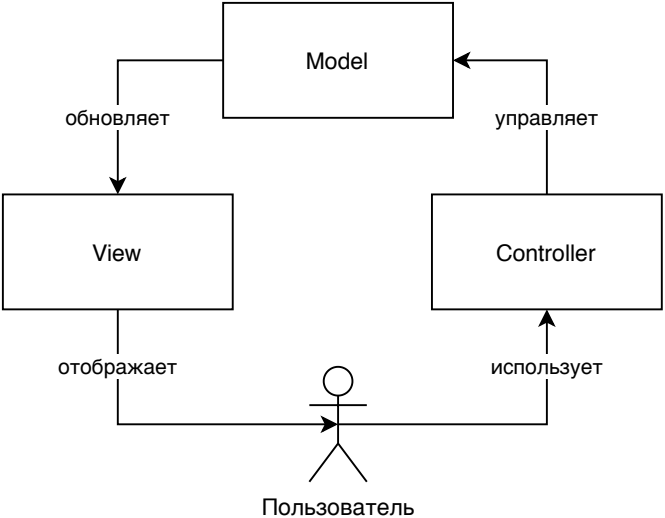 Model
обновляет
управляет
View
Controller
отображает
использует
Пользователь